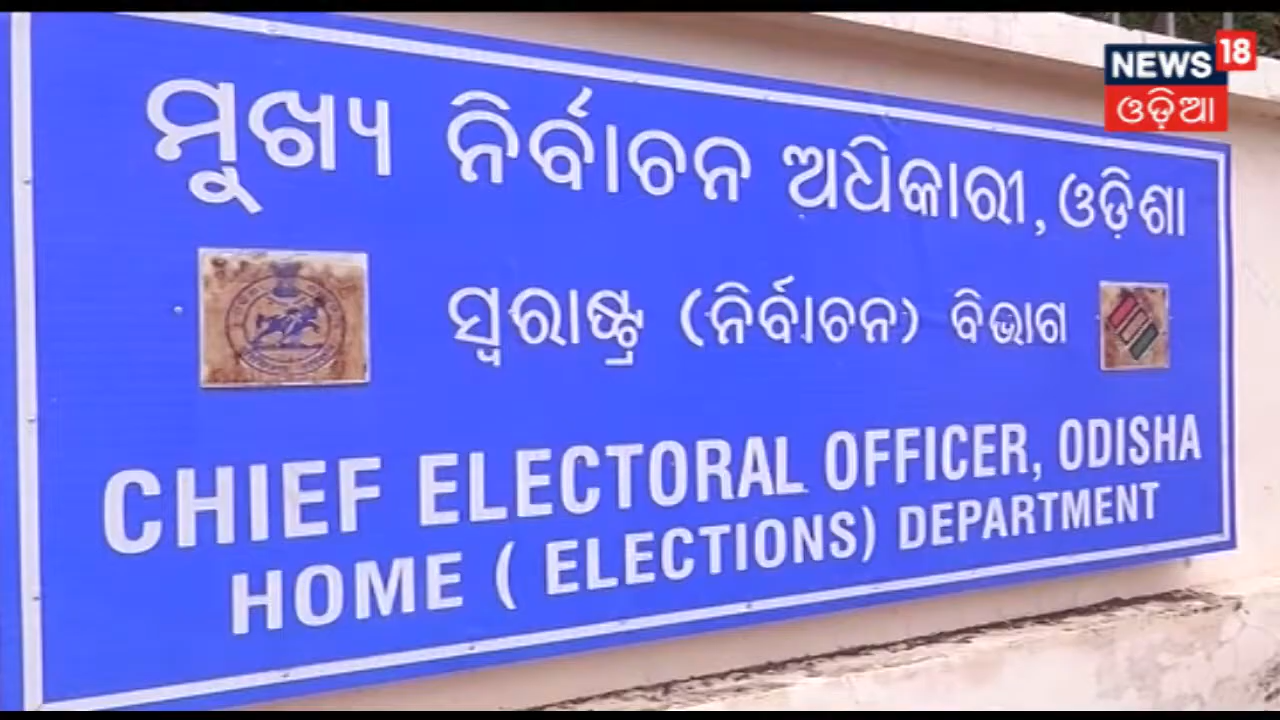 NEWS 18
ଓଡ଼ିଆ
ମୁଖ୍ୟ ନିର୍ବାଚନ ଅଧିକାରୀ, ଓଡ଼ିଶା
ସ୍ୱରାଷ୍ଟ୍ର (ନିର୍ବାଚନ) ବିଭାଗ
CHIEF ELECTORAL OFFICER, ODISHA
HOME ( ELECTIONS) DEPARTMENT